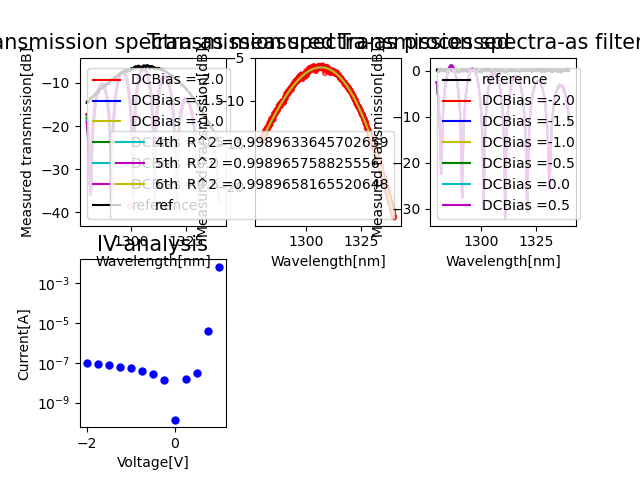 Transmission spectra-as measured
Transmission spectra-as processed
Transmission spectra-as filtered
Measured transmission[dB]
−10
−20
−30
−40
DCBias =-2.0
DCBias =-1.5
DCBias =-1.0
reference
1300
1325
Wavelength[nm]
Measured transmission[dB]
−5
−10
4th R^2 =0.9989633645702659
5th R^2 =0.998965758825556
6th R^2 =0.9989658165520648
ref
1300
1325
Wavelength[nm]
Measured transmission[dB]
0
−10
−20
−30
reference
DCBias =-2.0
DCBias =-1.5
DCBias =-1.0
DCBias =-0.5
DCBias =0.0
DCBias =0.5
1300
1325
Wavelength[nm]
IV-analysis
Current[A]
10⁻³
10⁻⁵
10⁻⁷
10⁻⁹
−2
0
Voltage[V]